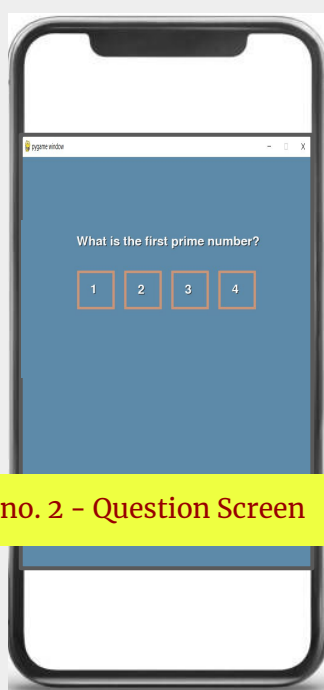 pygame window
What is the first prime number?
1 2 3 4
no. 2 - Question Screen